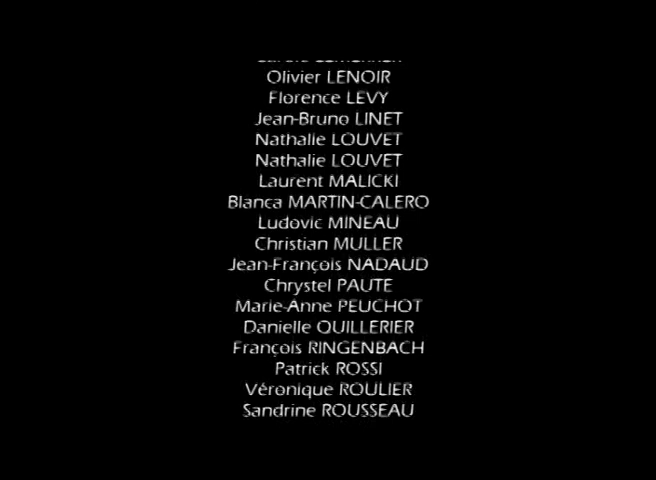 Olivier LENOIR
Florence LEVY
Jean-Bruno LINET
Nathalie LOUVET
Nathalie LOUVET
Laurent MALICKI
Blanca MARTIN-CALERO
Ludovic MINEAU
Christian MULLER
Jean-François NADAUD
Chrystel PAUTE
Marie-Anne PEUCHOT
Danielle QUILLERIER
François RINGENBACH
Patrick ROSSI
Véronique ROULIER
Sandrine ROUSSEAU